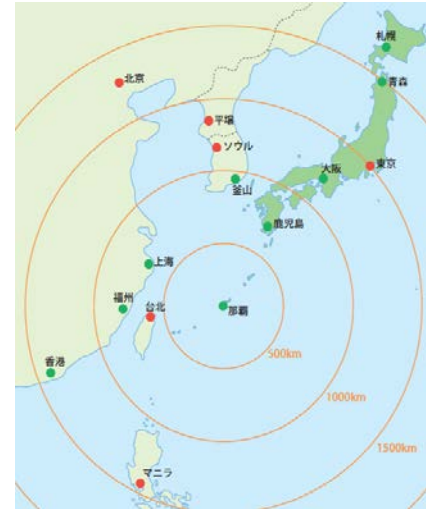 札幌
北京
青森
平壌
ソウル
大阪
東京
釜山
鹿児島
上海
福州
台北
那覇
500km
香港
1000km
1500km
マニラ